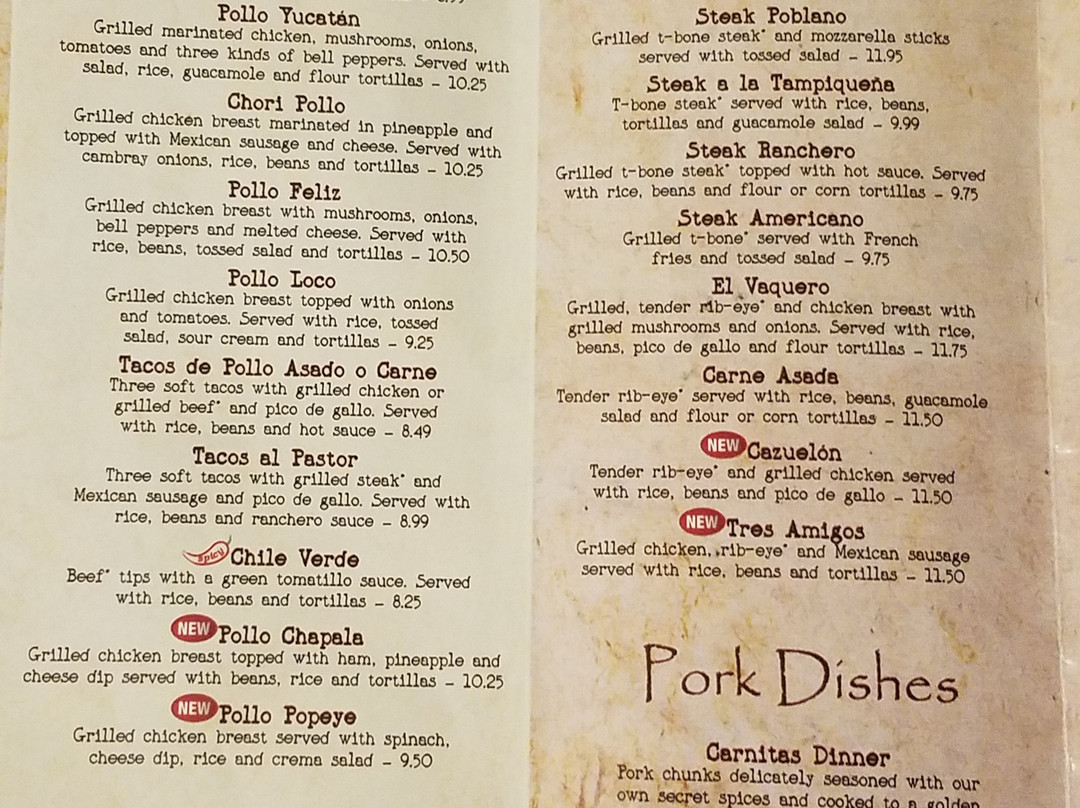 Pollo Yucatán
Grilled marinated chicken, mushrooms, onions,
tomatoes and three kinds of bell peppers. Served with
salad, rice, guacamole and flour tortillas – 10.25
Chori Pollo
Grilled chicken breast marinated in pineapple and
topped with Mexican sausage and cheese. Served with
cambray onions, rice, beans and tortillas – 10.25
Pollo Feliz
Grilled chicken breast with mushrooms, onions,
bell peppers and melted cheese. Served with
rice, beans, tossed salad and tortillas – 10.50
Pollo Loco
Grilled chicken breast topped with onions
and tomatoes. Served with rice, tossed
salad, sour cream and tortillas – 9.25
Tacos de Pollo Asado o Carne
Three soft tacos with grilled chicken or
grilled beef* and pico de gallo. Served
with rice, beans and hot sauce – 8.49
Tacos al Pastor
Three soft tacos with grilled steak* and
Mexican sausage and pico de gallo. Served with
rice, beans and ranchero sauce – 8.99
spicy Chile Verde
Beef* tips with a green tomatillo sauce. Served
with rice, beans and tortillas – 8.25
NEW Pollo Chapala
Grilled chicken breast topped with ham, pineapple and
cheese dip served with beans, rice and tortillas – 10.25
NEW Pollo Popeye
Grilled chicken breast served with spinach,
cheese dip, rice and crema salad – 9.50
Steak Poblano
Grilled t-bone steak* and mozzarella sticks
served with tossed salad – 11.95
Steak a la Tampiqueña
T-bone steak* served with rice, beans,
tortillas and guacamole salad – 9.99
Steak Ranchero
Grilled t-bone steak* topped with hot sauce. Served
with rice, beans and flour or corn tortillas – 9.75
Steak Americano
Grilled t-bone* served with French
fries and tossed salad – 9.75
El Vaquero
Grilled, tender rib-eye* and chicken breast with
grilled mushrooms and onions. Served with rice,
beans, pico de gallo and flour tortillas – 11.75
Carne Asada
Tender rib-eye* served with rice, beans, guacamole
salad and flour or corn tortillas – 11.50
NEW Cazuelón
Tender rib-eye* and grilled chicken served
with rice, beans and pico de gallo – 11.50
NEW Tres Amigos
Grilled chicken, rib-eye* and Mexican sausage
served with rice, beans and tortillas – 11.50
Pork Dishes
Carnitas Dinner
Pork chunks delicately seasoned with our
own secret spices and cooked to a golden